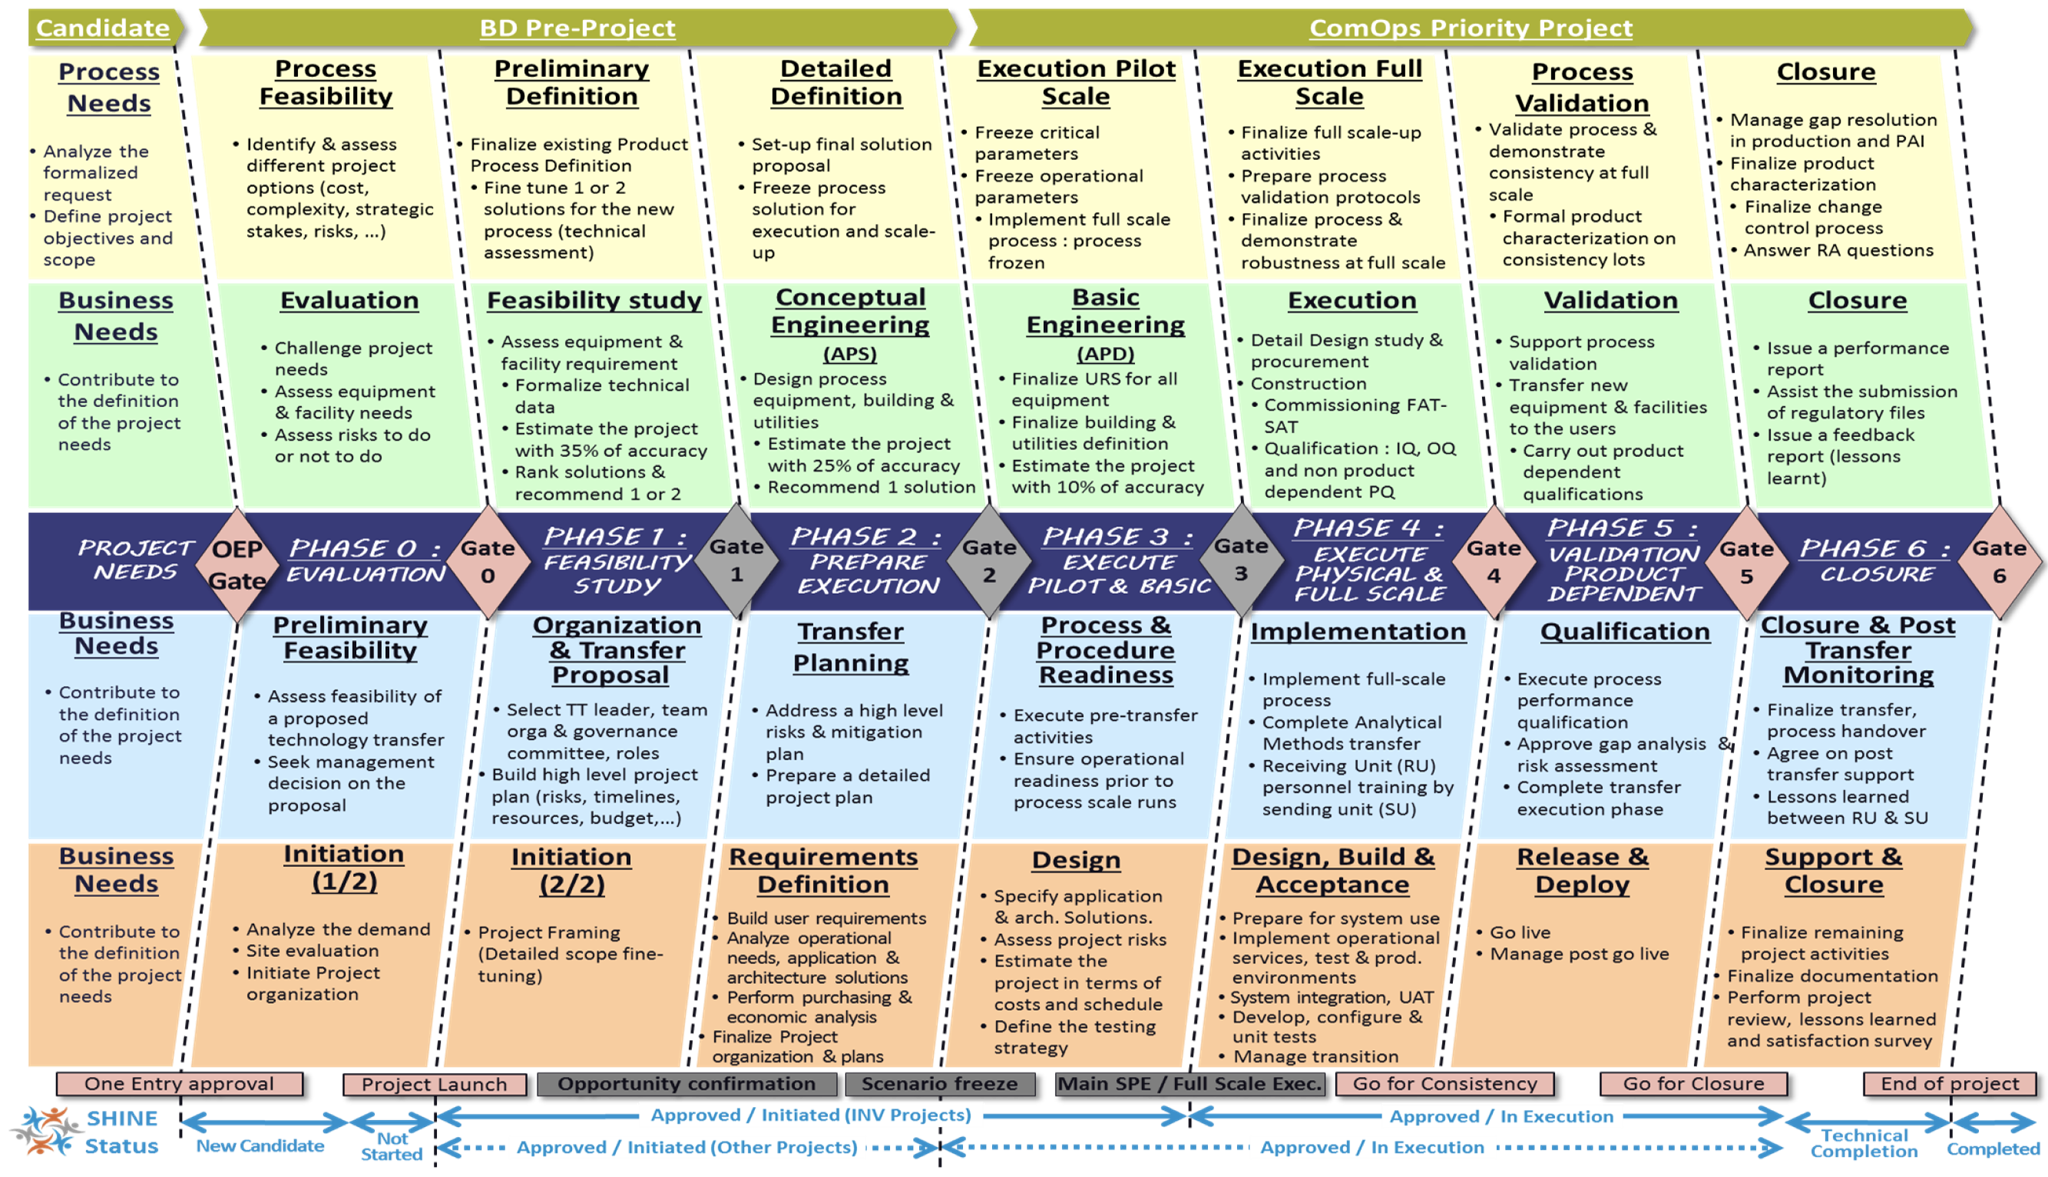 Candidate
BD Pre-Project
ComOps Priority Project
Process
Needs
• Analyze the
formalized
request
• Define project
objectives and
scope
Process
Feasibility
• Identify & assess
different project
options (cost,
complexity, strategic
stakes, risks, ...)
Preliminary
Definition
• Finalize existing Product
Process Definition
• Fine tune 1 or 2
solutions for the new
process (technical
assessment)
Detailed
Definition
• Set-up final solution
proposal
• Freeze process
solution for
execution and scale-
up
Execution Pilot
Scale
• Freeze critical
parameters
• Freeze operational
parameters
• Implement full scale
process : process
frozen
Execution Full
Scale
• Finalize full scale-up
activities
• Prepare process
validation protocols
• Finalize process &
demonstrate
robustness at full scale
Process
Validation
• Validate process &
demonstrate
consistency at full
scale
• Formal product
characterization on
consistency lots
Closure
• Manage gap resolution
in production and PAI
• Finalize product
characterization
• Finalize change
control process
• Answer RA questions
Business
Needs
• Contribute to
the definition
of the project
needs
Evaluation
• Challenge project
needs
• Assess equipment
& facility needs
• Assess risks to do
or not to do
Feasibility study
• Assess equipment &
facility requirement
• Formalize technical
data
• Estimate the project
with 35% of accuracy
• Rank solutions &
recommend 1 or 2
Conceptual
Engineering
(APS)
• Design process
equipment, building &
utilities
• Estimate the project
with 25% of accuracy
• Recommend 1 solution
Basic
Engineering
(APD)
• Finalize URS for all
equipment
• Finalize building &
utilities definition
• Estimate the project
with 10% of accuracy
Execution
• Detail Design study &
procurement
• Construction
• Commissioning FAT-
SAT
• Qualification : IQ, OQ
and non product
dependent PQ
Validation
• Support process
validation
• Transfer new
equipment & facilities
to the users
• Carry out product
dependent
qualifications
Closure
• Issue a performance
report
• Assist the submission
of regulatory files
• Issue a feedback
report (lessons
learnt)
PROJECT
NEEDS
OEP
Gate
PHASE 0 :
EVALUATION
Gate
0
PHASE 1 :
FEASIBILITY
STUDY
Gate
1
PHASE 2 :
PREPARE
EXECUTION
Gate
2
PHASE 3 :
EXECUTE
PILOT & BASIC
Gate
3
PHASE 4 :
EXECUTE
PHYSICAL &
FULL SCALE
Gate
4
PHASE 5 :
VALIDATION
PRODUCT
DEPENDENT
Gate
5
PHASE 6 :
CLOSURE
Gate
6
Business
Needs
• Contribute to
the definition
of the project
needs
Preliminary
Feasibility
• Assess feasibility of
a proposed
technology transfer
• Seek management
decision on the
proposal
Organization
& Transfer
Proposal
• Select TT leader, team
orga & governance
committee, roles
• Build high level project
plan (risks, timelines,
resources, budget,...)
Transfer
Planning
• Address a high level
risks & mitigation
plan
• Prepare a detailed
project plan
Process &
Procedure
Readiness
• Execute pre-transfer
activities
• Ensure operational
readiness prior to
process scale runs
Implementation
• Implement full-scale
process
• Complete Analytical
Methods transfer
• Receiving Unit (RU)
personnel training by
sending unit (SU)
Qualification
• Execute process
performance
qualification
• Approve gap analysis &
risk assessment
• Complete transfer
execution phase
Closure & Post
Transfer
Monitoring
• Finalize transfer,
process handover
• Agree on post
transfer support
• Lessons learned
between RU & SU
Business
Needs
• Contribute to
the definition
of the project
needs
Initiation
(1/2)
• Analyze the demand
• Site evaluation
• Initiate Project
organization
Initiation
(2/2)
• Project Framing
(Detailed scope fine-
tuning)
Requirements
Definition
• Build user requirements
• Analyze operational
needs, application &
architecture solutions
• Perform purchasing &
economic analysis
• Finalize Project
organization & plans
Design
• Specify application
& arch. Solutions.
• Assess project risks
• Estimate the
project in terms of
costs and schedule
• Define the testing
strategy
Design, Build &
Acceptance
• Prepare for system use
• Implement operational
services, test & prod.
environments
• System integration, UAT
• Develop, configure &
unit tests
• Manage transition
Release &
Deploy
• Go live
• Manage post go live
Support &
Closure
• Finalize remaining
project activities
• Finalize documentation
• Perform project
review, lessons learned
and satisfaction survey
One Entry approval
Project Launch
Opportunity confirmation
Scenario freeze
Main SPE / Full Scale Exec.
Go for Consistency
Go for Closure
End of project
SHINE
Status
New Candidate
Not
Started
Approved / Initiated (INV Projects)
Approved / In Execution
Approved / Initiated (Other Projects)
Approved / In Execution
Technical
Completion
Completed